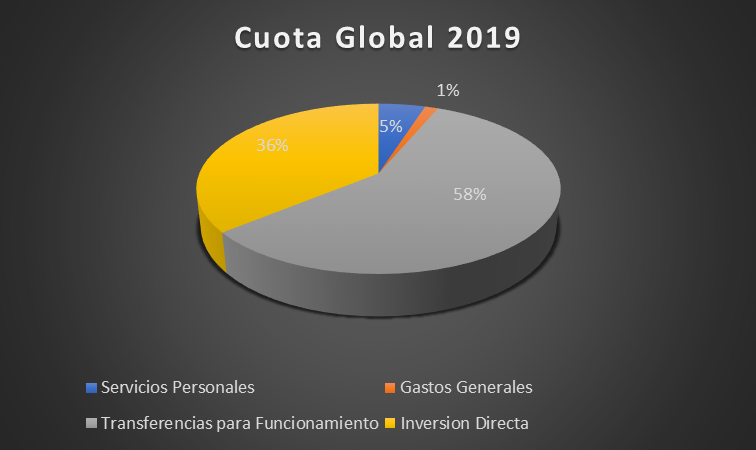 Cuota Global 2019
1%
5%
36%
58%
Servicios Personales
Gastos Generales
Transferencias para Funcionamiento
Inversion Directa